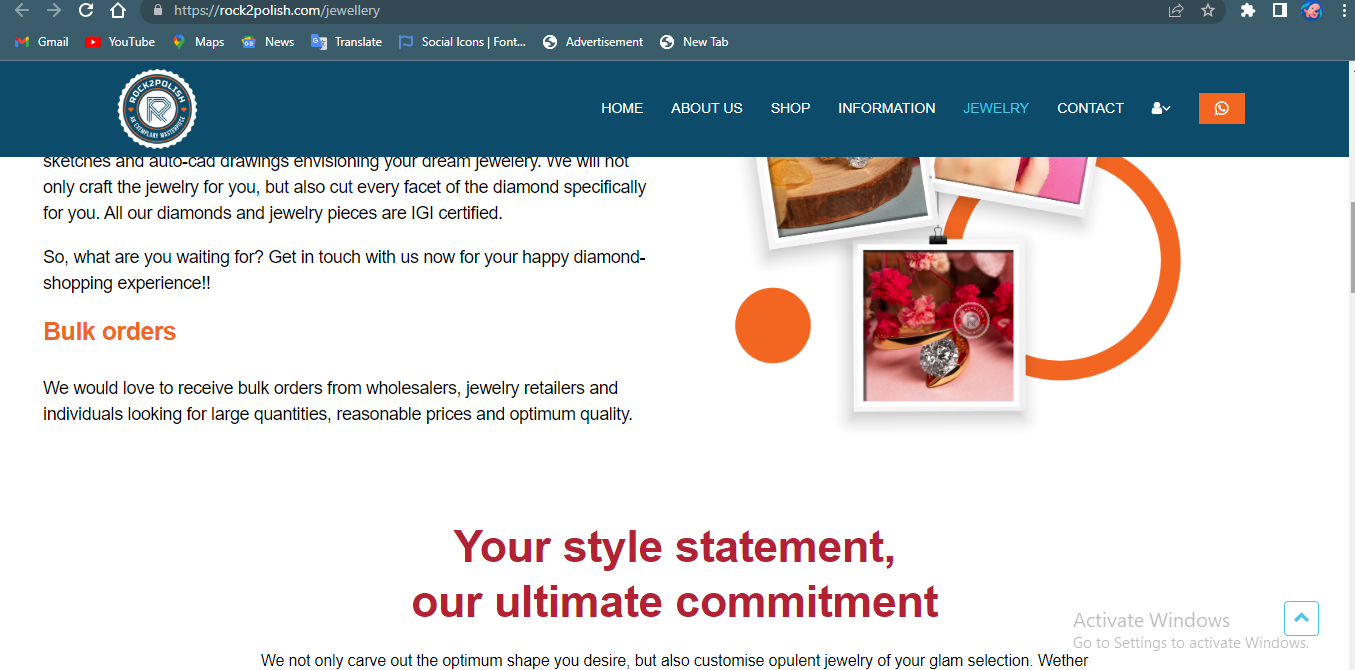 https://rock2polish.com/jewellery
Gmail
YouTube
Maps
News
Translate
Social Icons | Font...
Advertisement
New Tab
ROCK2POLISH
AN EXEMPLARY MASTERPIECE
HOME
ABOUT US
SHOP
INFORMATION
JEWELRY
CONTACT
sketches and auto-cad drawings envisioning your dream jewelery. We will not
only craft the jewelry for you, but also cut every facet of the diamond specifically
for you. All our diamonds and jewelry pieces are IGI certified.
So, what are you waiting for? Get in touch with us now for your happy diamond-
shopping experience!!
Bulk orders
We would love to receive bulk orders from wholesalers, jewelry retailers and
individuals looking for large quantities, reasonable prices and optimum quality.
Your style statement,
our ultimate commitment
We not only carve out the optimum shape you desire, but also customise opulent jewelry of your glam selection. Wether
Activate Windows
Go to Settings to activate Windows.